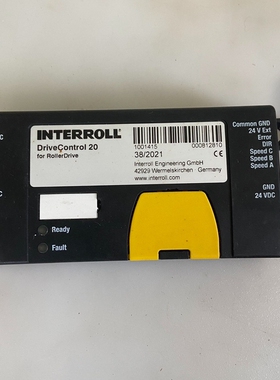 INTERROLL
DriveControl 20
for RollerDrive
1001415
000812810
38/2021
Interroll Engineering GmbH
42929 Wermelskirchen · Germany
www.interroll.com
Common GND
24 V Ext
Error
DIR
Speed C
Speed B
Speed A
GND
24 VDC
Ready
Fault
C
C